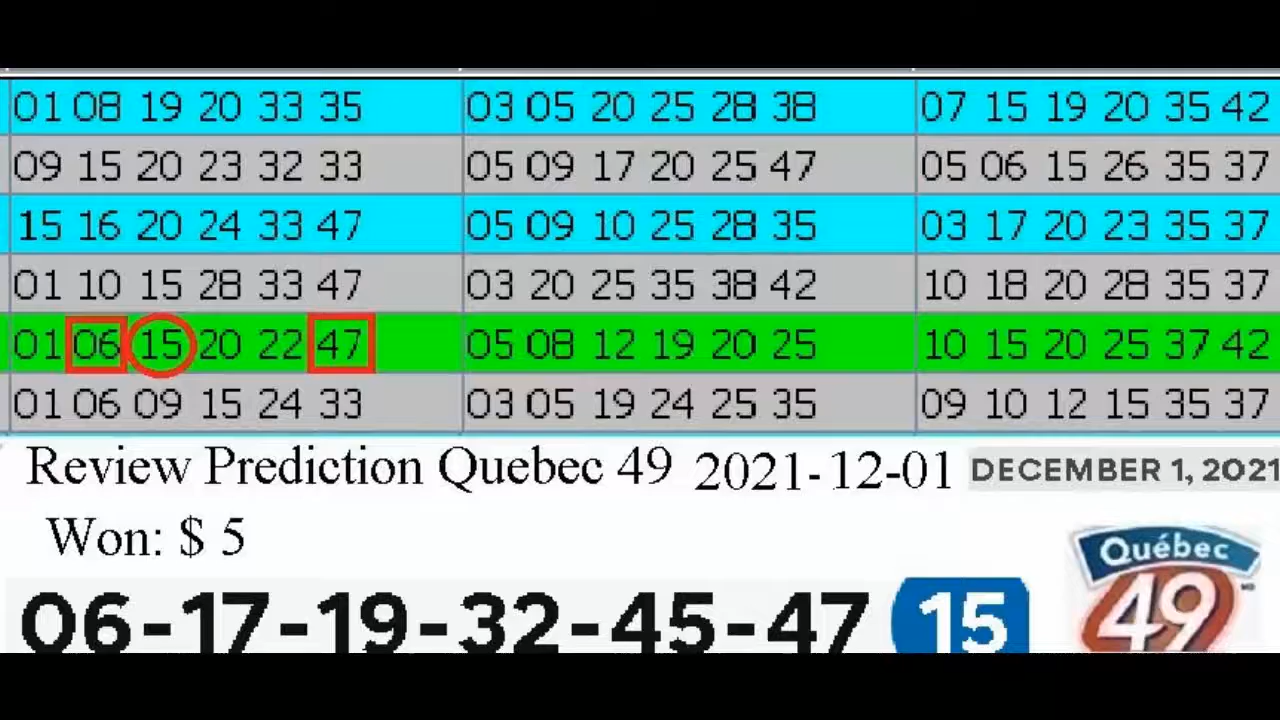 01 08 19 20 33 35 03 05 20 25 28 38 07 15 19 20 35 42
09 15 20 23 32 33 05 09 17 20 25 47 05 06 15 26 35 37
15 16 20 24 33 47 05 09 10 25 28 35 03 17 20 23 35 37
01 10 15 28 33 47 03 20 25 35 38 42 10 18 20 28 35 37
01 06 15 20 22 47 05 08 12 19 20 25 10 15 20 25 37 42
01 06 09 15 24 33 03 05 19 24 25 35 09 10 12 15 35 37
Review Prediction Quebec 49 2021-12-01 DECEMBER 1, 2021
Won: $ 5
Québec
49
06-17-19-32-45-47 15